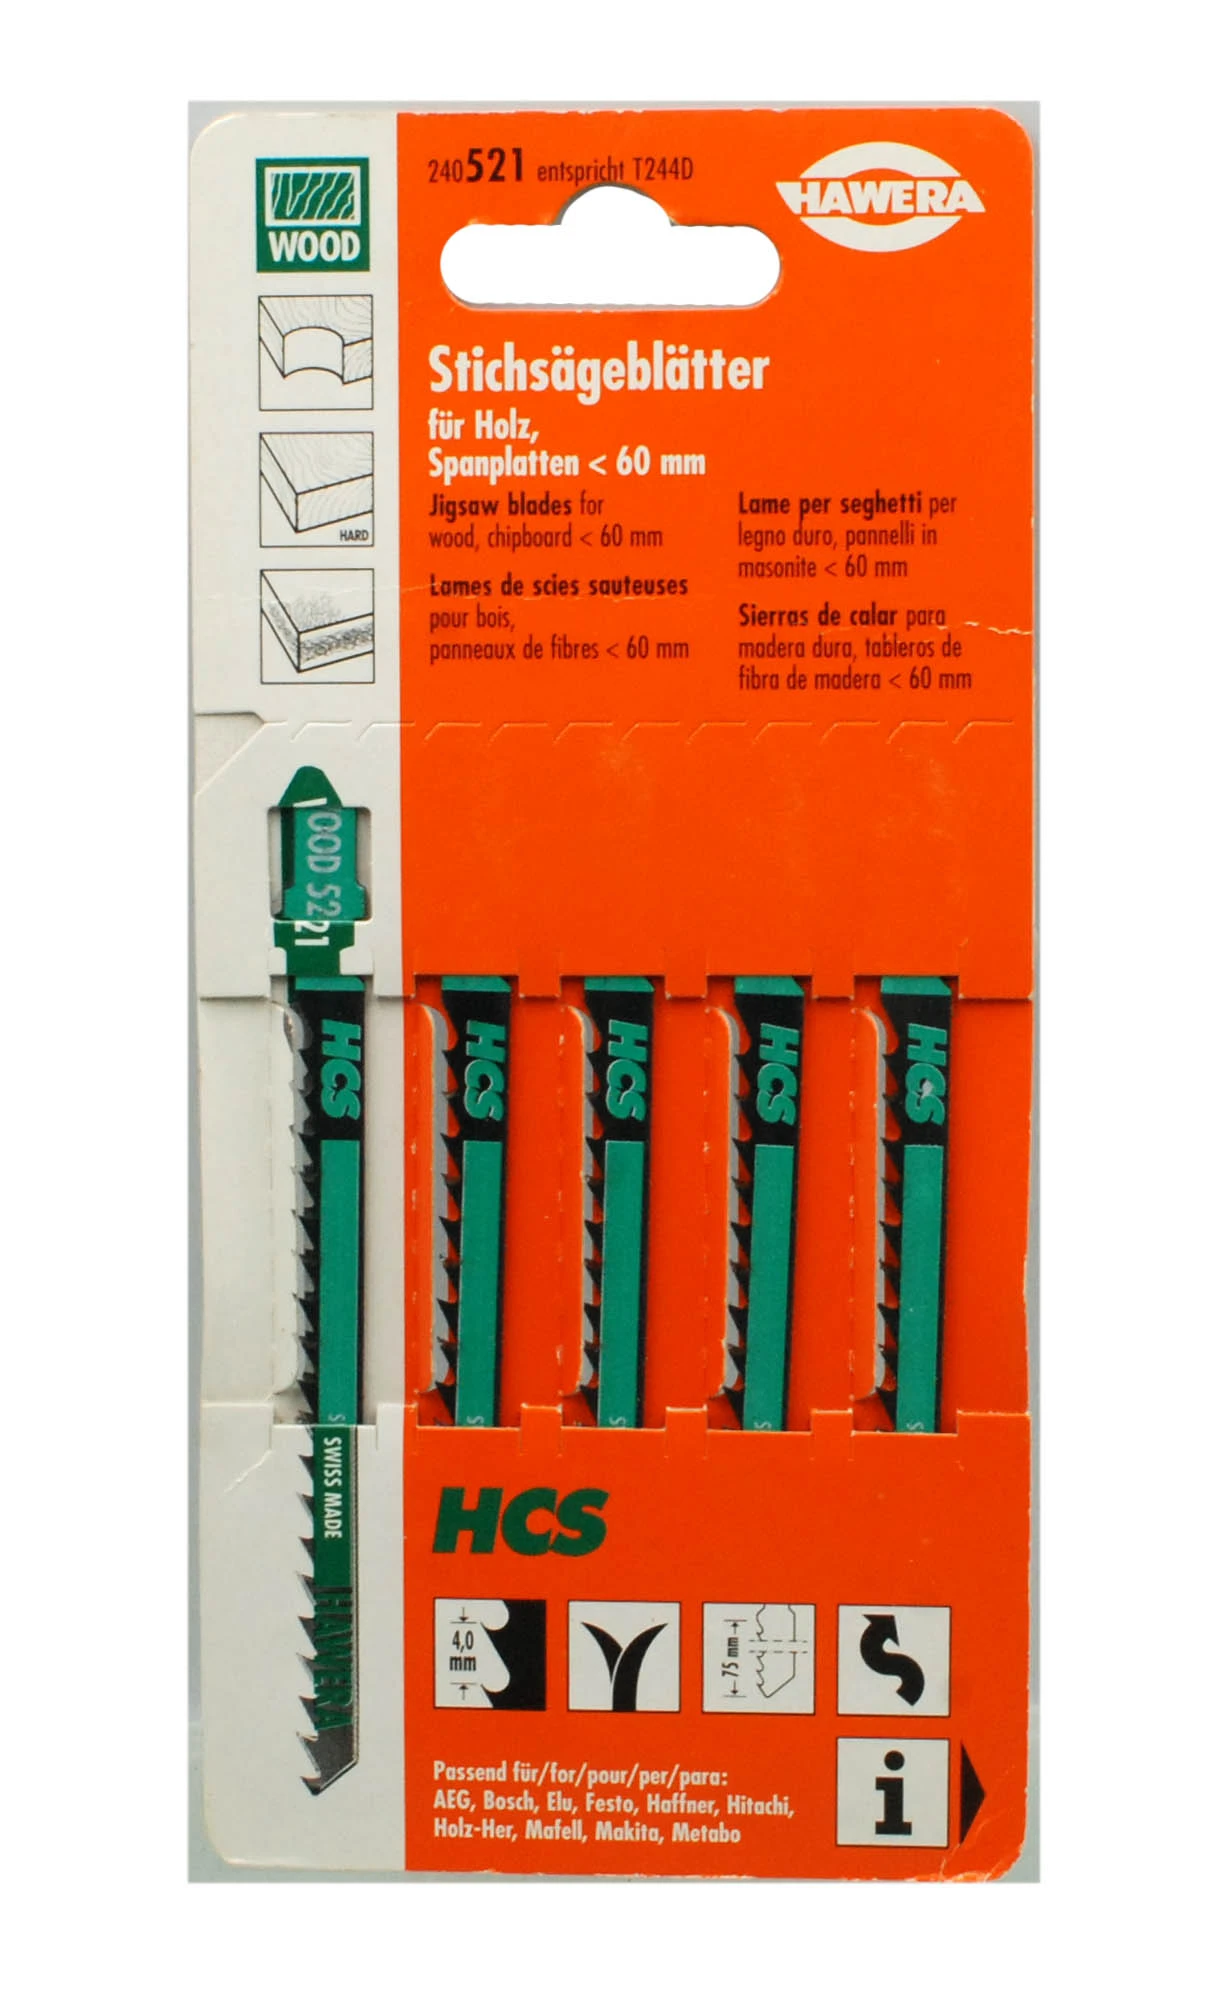 240521 entspricht T244D
HAWERA
WOOD
Stichsägeblätter
für Holz,
Spanplatten < 60 mm
Jigsaw blades for
wood, chipboard < 60 mm
Lames de scies sauteuses
pour bois,
panneaux de fibres < 60 mm
Lame per seghetti per
legno duro, pannelli in
masonite < 60 mm
Sierras de calar para
madera dura, tableros de
fibra de madera < 60 mm
HARD
HCS
HCS
HCS
HCS
HCS
SWISS MADE
HAWERA
HCS
4,0
mm
75 mm
i
Passend für/for/pour/per/para:
AEG, Bosch, Elu, Festo, Haffner, Hitachi,
Holz-Her, Mafell, Makita, Metabo